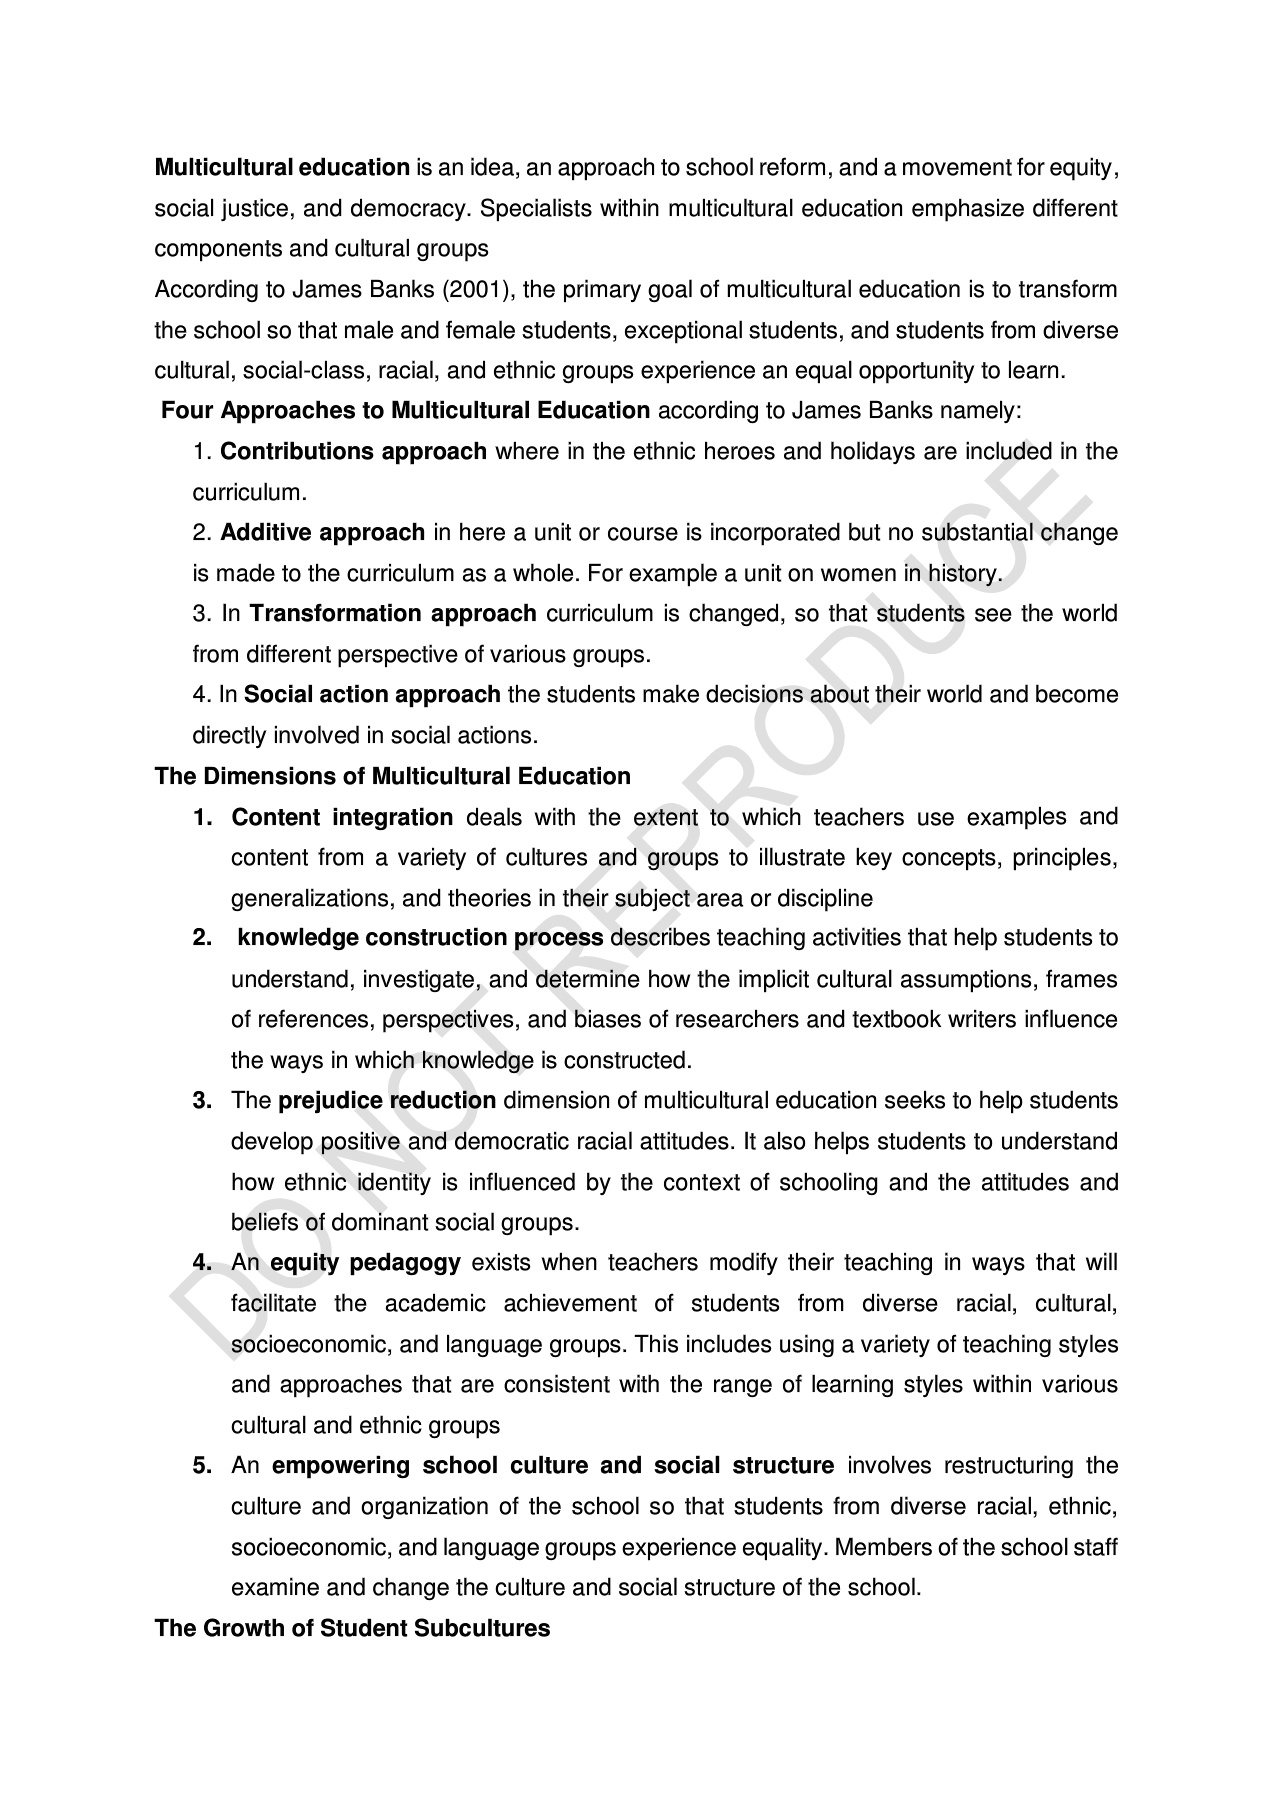 Multicultural education is an idea, an approach to school reform, and a movement for equity,
social justice, and democracy. Specialists within multicultural education emphasize different
components and cultural groups
According to James Banks (2001), the primary goal of multicultural education is to transform
the school so that male and female students, exceptional students, and students from diverse
cultural, social-class, racial, and ethnic groups experience an equal opportunity to learn.
Four Approaches to Multicultural Education according to James Banks namely:
1. Contributions approach where in the ethnic heroes and holidays are included in the
curriculum.
2. Additive approach in here a unit or course is incorporated but no substantial change
is made to the curriculum as a whole. For example a unit on women in history.
3. In Transformation approach curriculum is changed, so that students see the world
from different perspective of various groups.
4. In Social action approach the students make decisions about their world and become
directly involved in social actions.
The Dimensions of Multicultural Education
1. Content integration deals with the extent to which teachers use examples and
content from a variety of cultures and groups to illustrate key concepts, principles,
generalizations, and theories in their subject area or discipline
2. knowledge construction process describes teaching activities that help students to
understand, investigate, and determine how the implicit cultural assumptions, frames
of references, perspectives, and biases of researchers and textbook writers influence
the ways in which knowledge is constructed.
3. The prejudice reduction dimension of multicultural education seeks to help students
develop positive and democratic racial attitudes. It also helps students to understand
how ethnic identity is influenced by the context of schooling and the attitudes and
beliefs of dominant social groups.
4. An equity pedagogy exists when teachers modify their teaching in ways that will
facilitate the academic achievement of students from diverse racial, cultural,
socioeconomic, and language groups. This includes using a variety of teaching styles
and approaches that are consistent with the range of learning styles within various
cultural and ethnic groups
5. An empowering school culture and social structure involves restructuring the
culture and organization of the school so that students from diverse racial, ethnic,
socioeconomic, and language groups experience equality. Members of the school staff
examine and change the culture and social structure of the school.
The Growth of Student Subcultures
DO NOT REPRODUCE